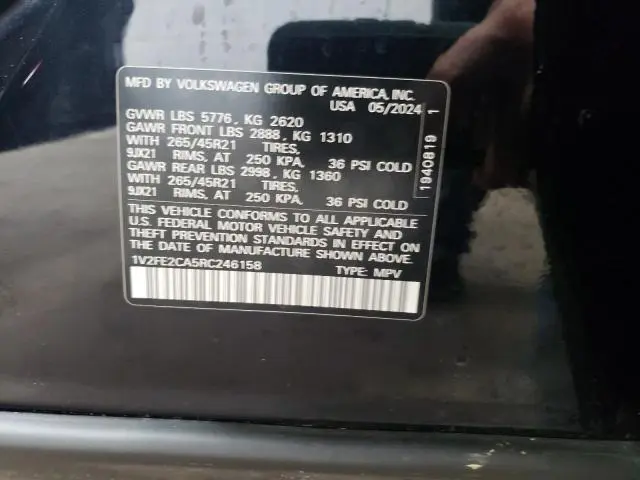 MFD BY VOLKSWAGEN GROUP OF AMERICA, INC.
USA 05/2024
GVWR LBS 5776, KG 2620
GAWR FRONT LBS 2888, KG 1310
WITH 265/45R21 TIRES,
9JX21 RIMS, AT 250 KPA, 36 PSI COLD
GAWR REAR LBS 2998, KG 1360
WITH 265/45R21 TIRES,
9JX21 RIMS, AT 250 KPA, 36 PSI COLD
THIS VEHICLE CONFORMS TO ALL APPLICABLE
U.S. FEDERAL MOTOR VEHICLE SAFETY AND
THEFT PREVENTION STANDARDS IN EFFECT ON
THE DATE OF MANUFACTURE SHOWN ABOVE.
1V2FE2CA5RC246158 TYPE: MPV
1940819 1